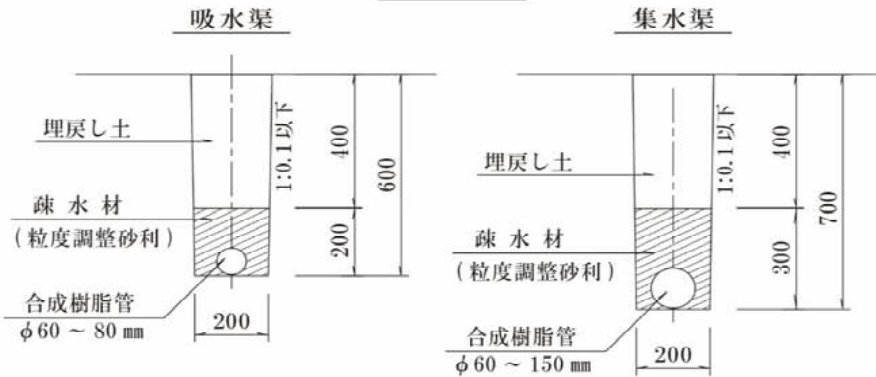 吸水渠
埋戻し土
疎 水 材
(粒度調整砂利)
合成樹脂管
φ60 ~ 80 ㎜
1:0.1以下
400
200
600
200
集水渠
埋戻し土
疎 水 材
(粒度調整砂利)
合成樹脂管
φ60 ~ 150 ㎜
1:0.1以下
400
300
700
200